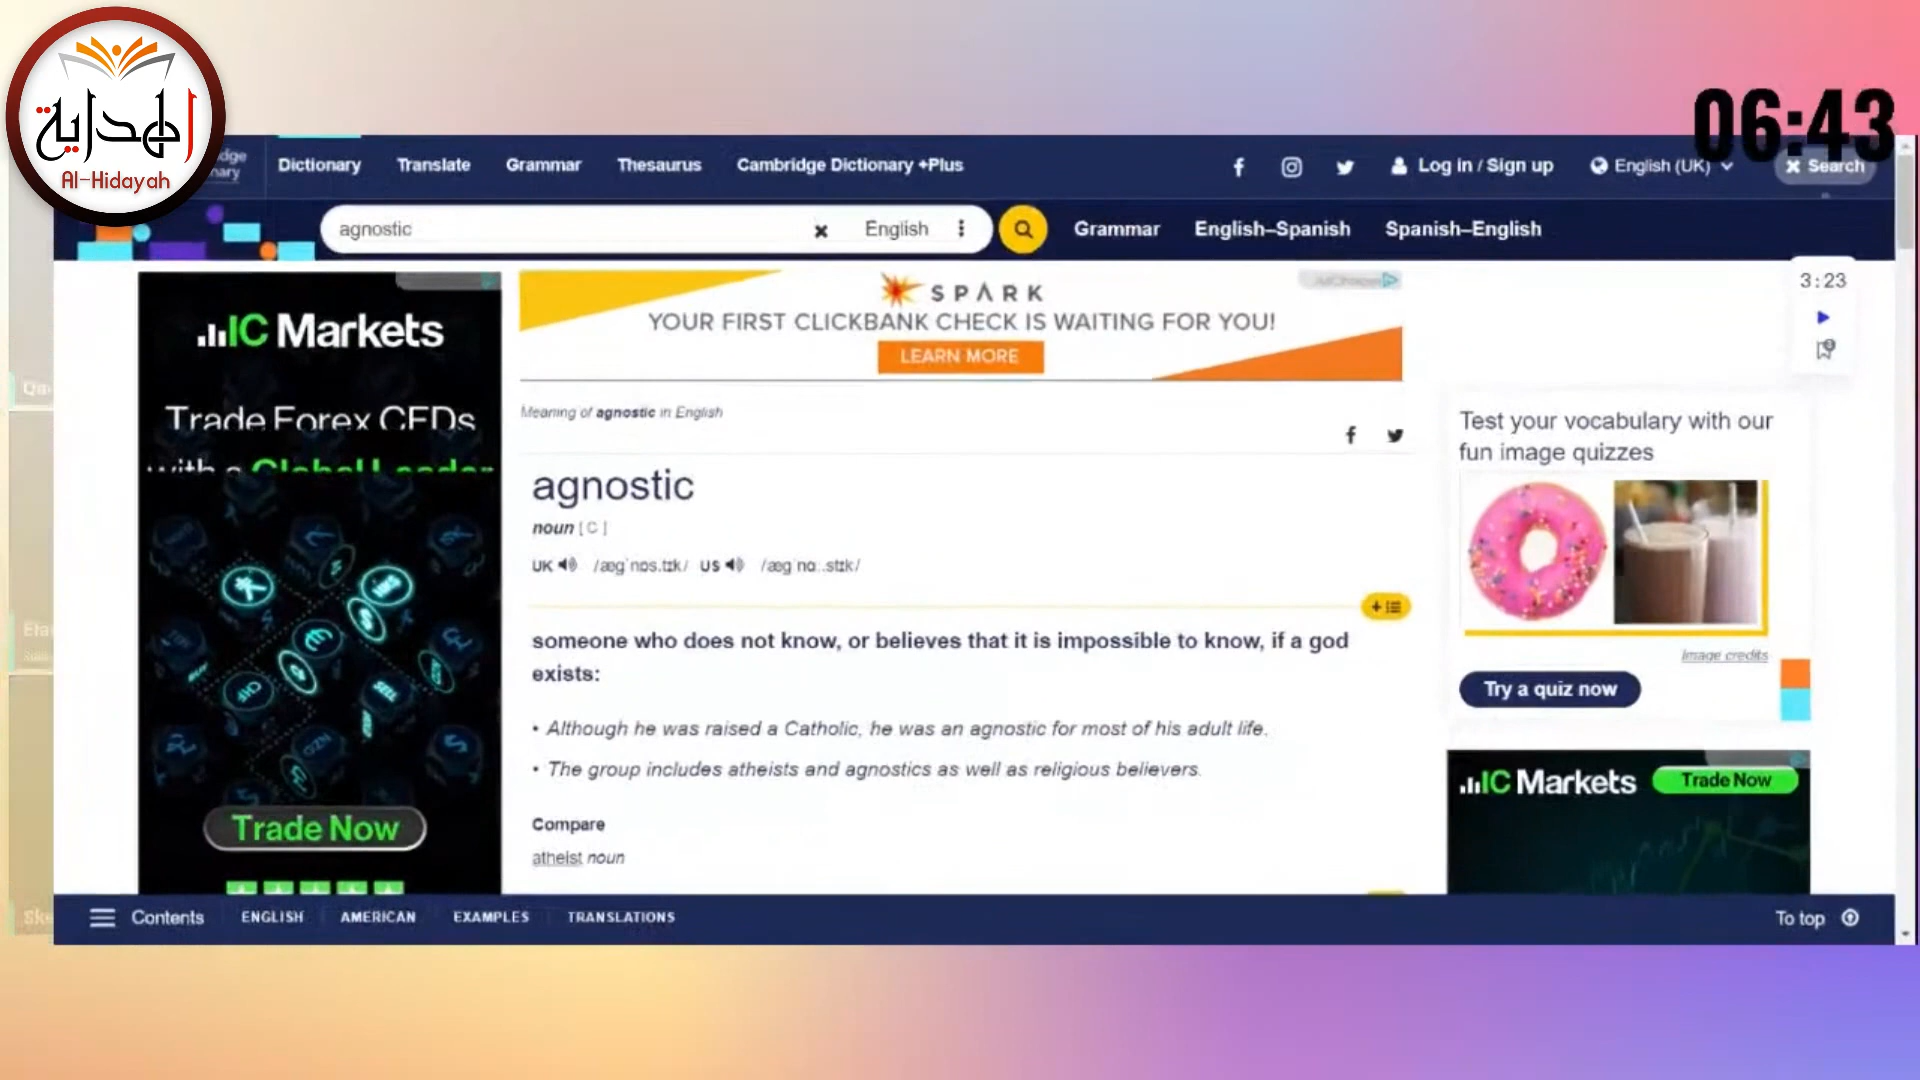 الهداية
Al-Hidayah
06:43
Dictionary
Translate
Grammar
Thesaurus
Cambridge Dictionary +Plus
Log in / Sign up
English (UK)
Search
agnostic
English
Grammar
English–Spanish
Spanish–English
IC Markets
Trade Forex CFDs
with a Global Leader
Trade Now
SPARK
YOUR FIRST CLICKBANK CHECK IS WAITING FOR YOU!
LEARN MORE
3:23
Meaning of agnostic in English
agnostic
noun [ C ]
UK
US
someone who does not know, or believes that it is impossible to know, if a god
exists:
• Although he was raised a Catholic, he was an agnostic for most of his adult life.
• The group includes atheists and agnostics as well as religious believers.
Compare
atheist noun
Test your vocabulary with our
fun image quizzes
Image credits
Try a quiz now
IC Markets
Trade Now
Contents
ENGLISH
AMERICAN
EXAMPLES
TRANSLATIONS
To top